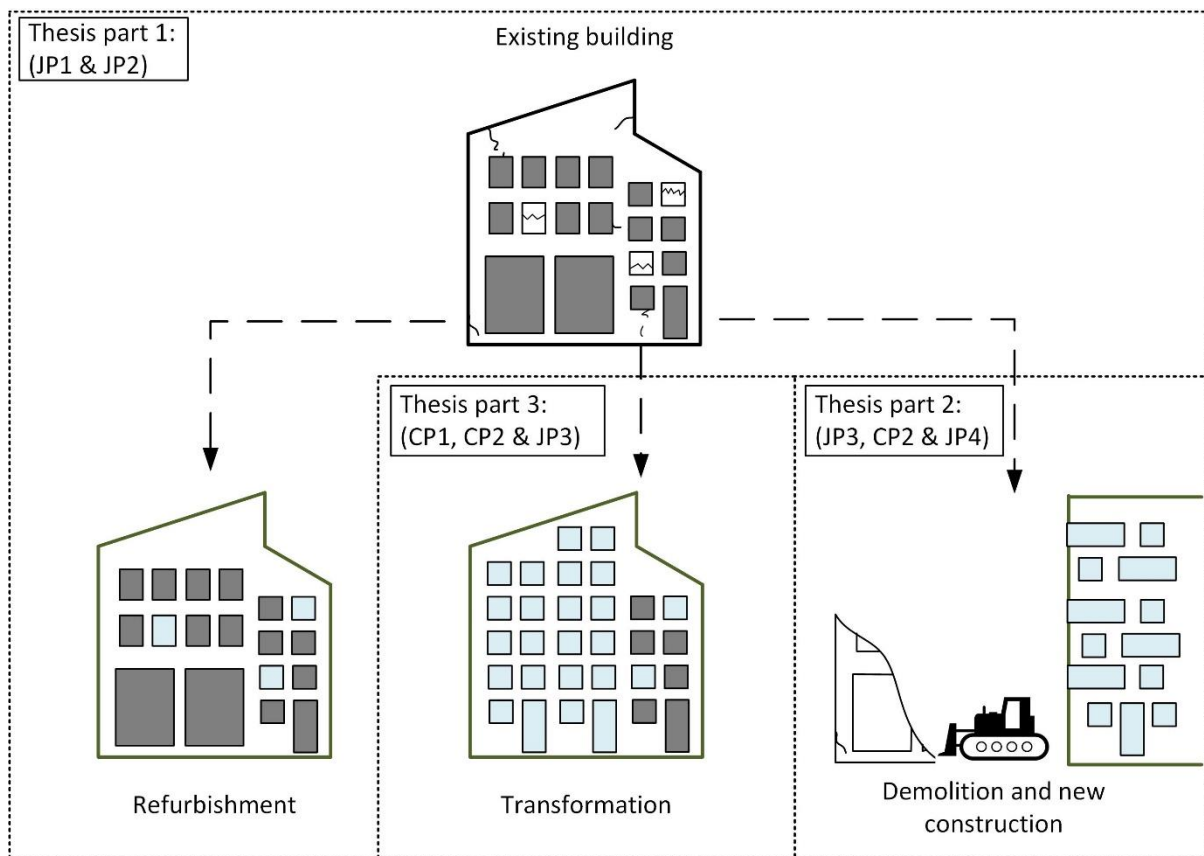 Thesis part 1:
(JP1 & JP2)
Existing building
Thesis part 3:
(CP1, CP2 & JP3)
Thesis part 2:
(JP3, CP2 & JP4)
Refurbishment
Transformation
Demolition and new
construction